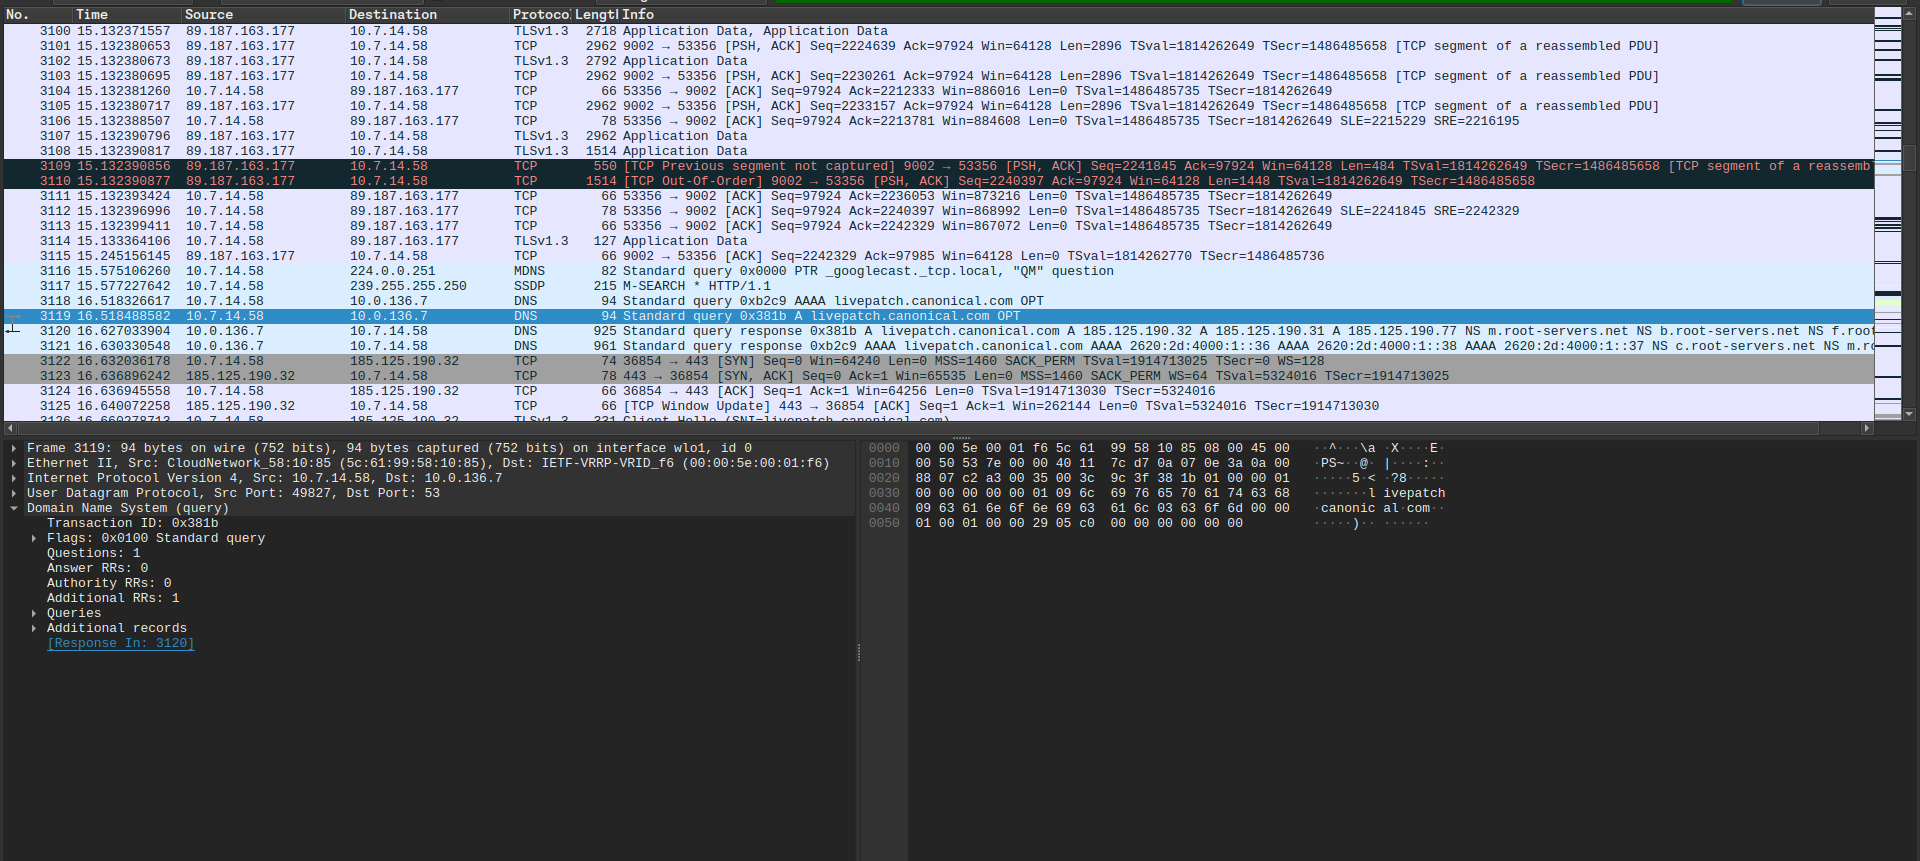 No. Time Source Destination Protoco Lengtl Info
3100 15.132371557 89.187.163.177 10.7.14.58 TLSv1.3 2718 Application Data, Application Data
3101 15.132380653 89.187.163.177 10.7.14.58 TCP 2962 9002 → 53356 [PSH, ACK] Seq=2224639 Ack=97924 Win=64128 Len=2896 TSval=1814262649 TSecr=1486485658 [TCP segment of a reassembled PDU]
3102 15.132380673 89.187.163.177 10.7.14.58 TLSv1.3 2792 Application Data
3103 15.132380695 89.187.163.177 10.7.14.58 TCP 2962 9002 → 53356 [PSH, ACK] Seq=2230261 Ack=97924 Win=64128 Len=2896 TSval=1814262649 TSecr=1486485658 [TCP segment of a reassembled PDU]
3104 15.132381260 10.7.14.58 89.187.163.177 TCP 66 53356 → 9002 [ACK] Seq=97924 Ack=2212333 Win=886016 Len=0 TSval=1486485735 TSecr=1814262649
3105 15.132380717 89.187.163.177 10.7.14.58 TCP 2962 9002 → 53356 [PSH, ACK] Seq=2233157 Ack=97924 Win=64128 Len=2896 TSval=1814262649 TSecr=1486485658 [TCP segment of a reassembled PDU]
3106 15.132388507 10.7.14.58 89.187.163.177 TCP 78 53356 → 9002 [ACK] Seq=97924 Ack=2213781 Win=884608 Len=0 TSval=1486485735 TSecr=1814262649 SLE=2215229 SRE=2216195
3107 15.132390796 89.187.163.177 10.7.14.58 TLSv1.3 2962 Application Data
3108 15.132390817 89.187.163.177 10.7.14.58 TLSv1.3 1514 Application Data
3109 15.132390856 89.187.163.177 10.7.14.58 TCP 550 [TCP Previous segment not captured] 9002 → 53356 [PSH, ACK] Seq=2241845 Ack=97924 Win=64128 Len=484 TSval=1814262649 TSecr=1486485658 [TCP segment of a reassemb
3110 15.132390877 89.187.163.177 10.7.14.58 TCP 1514 [TCP Out-Of-Order] 9002 → 53356 [PSH, ACK] Seq=2240397 Ack=97924 Win=64128 Len=1448 TSval=1814262649 TSecr=1486485658
3111 15.132393424 10.7.14.58 89.187.163.177 TCP 66 53356 → 9002 [ACK] Seq=97924 Ack=2236053 Win=873216 Len=0 TSval=1486485735 TSecr=1814262649
3112 15.132396996 10.7.14.58 89.187.163.177 TCP 78 53356 → 9002 [ACK] Seq=97924 Ack=2240397 Win=868992 Len=0 TSval=1486485735 TSecr=1814262649 SLE=2241845 SRE=2242329
3113 15.132399411 10.7.14.58 89.187.163.177 TCP 66 53356 → 9002 [ACK] Seq=97924 Ack=2242329 Win=867072 Len=0 TSval=1486485735 TSecr=1814262649
3114 15.133364106 10.7.14.58 89.187.163.177 TLSv1.3 127 Application Data
3115 15.245156145 89.187.163.177 10.7.14.58 TCP 66 9002 → 53356 [ACK] Seq=2242329 Ack=97985 Win=64128 Len=0 TSval=1814262770 TSecr=1486485736
3116 15.575106260 10.7.14.58 224.0.0.251 MDNS 82 Standard query 0x0000 PTR _googlecast._tcp.local, "QM" question
3117 15.577227642 10.7.14.58 239.255.255.250 SSDP 215 M-SEARCH * HTTP/1.1
3118 16.518326617 10.7.14.58 10.0.136.7 DNS 94 Standard query 0xb2c9 AAAA livepatch.canonical.com OPT
3119 16.518488582 10.7.14.58 10.0.136.7 DNS 94 Standard query 0x381b A livepatch.canonical.com OPT
3120 16.627033904 10.0.136.7 10.7.14.58 DNS 925 Standard query response 0x381b A livepatch.canonical.com A 185.125.190.32 A 185.125.190.31 A 185.125.190.77 NS m.root-servers.net NS b.root-servers.net NS f.root
3121 16.630330548 10.0.136.7 10.7.14.58 DNS 961 Standard query response 0xb2c9 AAAA livepatch.canonical.com AAAA 2620:2d:4000:1::36 AAAA 2620:2d:4000:1::38 AAAA 2620:2d:4000:1::37 NS c.root-servers.net NS m.rc
3122 16.632036178 10.7.14.58 185.125.190.32 TCP 74 36854 → 443 [SYN] Seq=0 Win=64240 Len=0 MSS=1460 SACK_PERM TSval=1914713025 TSecr=0 WS=128
3123 16.636896242 185.125.190.32 10.7.14.58 TCP 78 443 → 36854 [SYN, ACK] Seq=0 Ack=1 Win=65535 Len=0 MSS=1460 SACK_PERM WS=64 TSval=5324016 TSecr=1914713025
3124 16.636945558 10.7.14.58 185.125.190.32 TCP 66 36854 → 443 [ACK] Seq=1 Ack=1 Win=64256 Len=0 TSval=1914713030 TSecr=5324016
3125 16.640072258 185.125.190.32 10.7.14.58 TCP 66 [TCP Window Update] 443 → 36854 [ACK] Seq=1 Ack=1 Win=262144 Len=0 TSval=5324016 TSecr=1914713030
3126 16.660278713 10.7.14.58 185.125.190.32 TLSv1.3 331 Client Hello (SNI=livepatch.canonical.com)
Frame 3119: 94 bytes on wire (752 bits), 94 bytes captured (752 bits) on interface wlo1, id 0
Ethernet II, Src: CloudNetwork_58:10:85 (5c:61:99:58:10:85), Dst: IETF-VRRP-VRID_f6 (00:00:5e:00:01:f6)
Internet Protocol Version 4, Src: 10.7.14.58, Dst: 10.0.136.7
User Datagram Protocol, Src Port: 49827, Dst Port: 53
Domain Name System (query)
Transaction ID: 0x381b
Flags: 0x0100 Standard query
Questions: 1
Answer RRs: 0
Authority RRs: 0
Additional RRs: 1
Queries
Additional records
[Response In: 3120]
0000 00 00 5e 00 01 f6 5c 61 99 58 10 85 08 00 45 00 ··^···\a ·X····E·
0010 00 50 53 7e 00 00 40 11 7c d7 0a 07 0e 3a 0a 00 ·PS~··@· |····:··
0020 88 07 c2 a3 00 35 00 3c 9c 3f 38 1b 01 00 00 01 ·····5·< ·?8·····
0030 00 00 00 00 00 01 09 6c 69 76 65 70 61 74 63 68 ·······l ivepatch
0040 09 63 61 6e 6f 6e 69 63 61 6c 03 63 6f 6d 00 00 ·canonic al·com··
0050 01 00 01 00 00 29 05 c0 00 00 00 00 00 00 ·····)·· ······